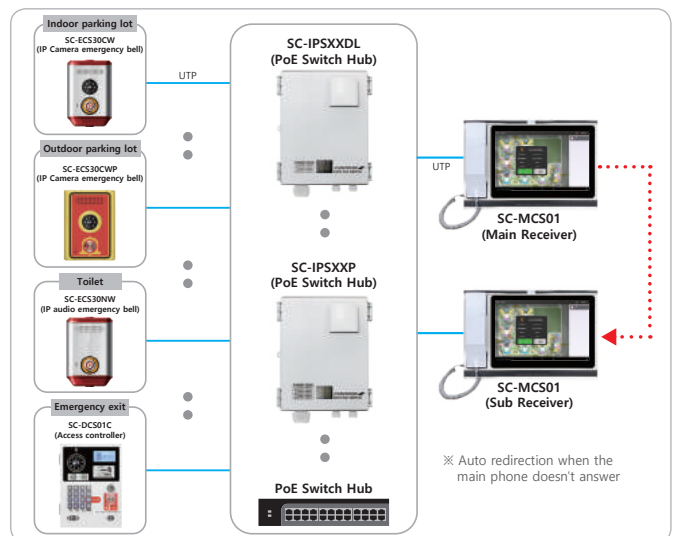 Indoor parking lot
SC-ECS30CW
(IP Camera emergency bell)
UTP
Outdoor parking lot
SC-ECS30CWP
(IP Camera emergency bell)
Toilet
SC-ECS30NW
(IP audio emergency bell)
Emergency exit
SC-DCS01C
(Access controller)
SC-IPSXXDL
(PoE Switch Hub)
SC-IPSXXP
(PoE Switch Hub)
PoE Switch Hub
UTP
SC-MCS01
(Main Receiver)
SC-MCS01
(Sub Receiver)
※ Auto redirection when the
main phone doesn't answer